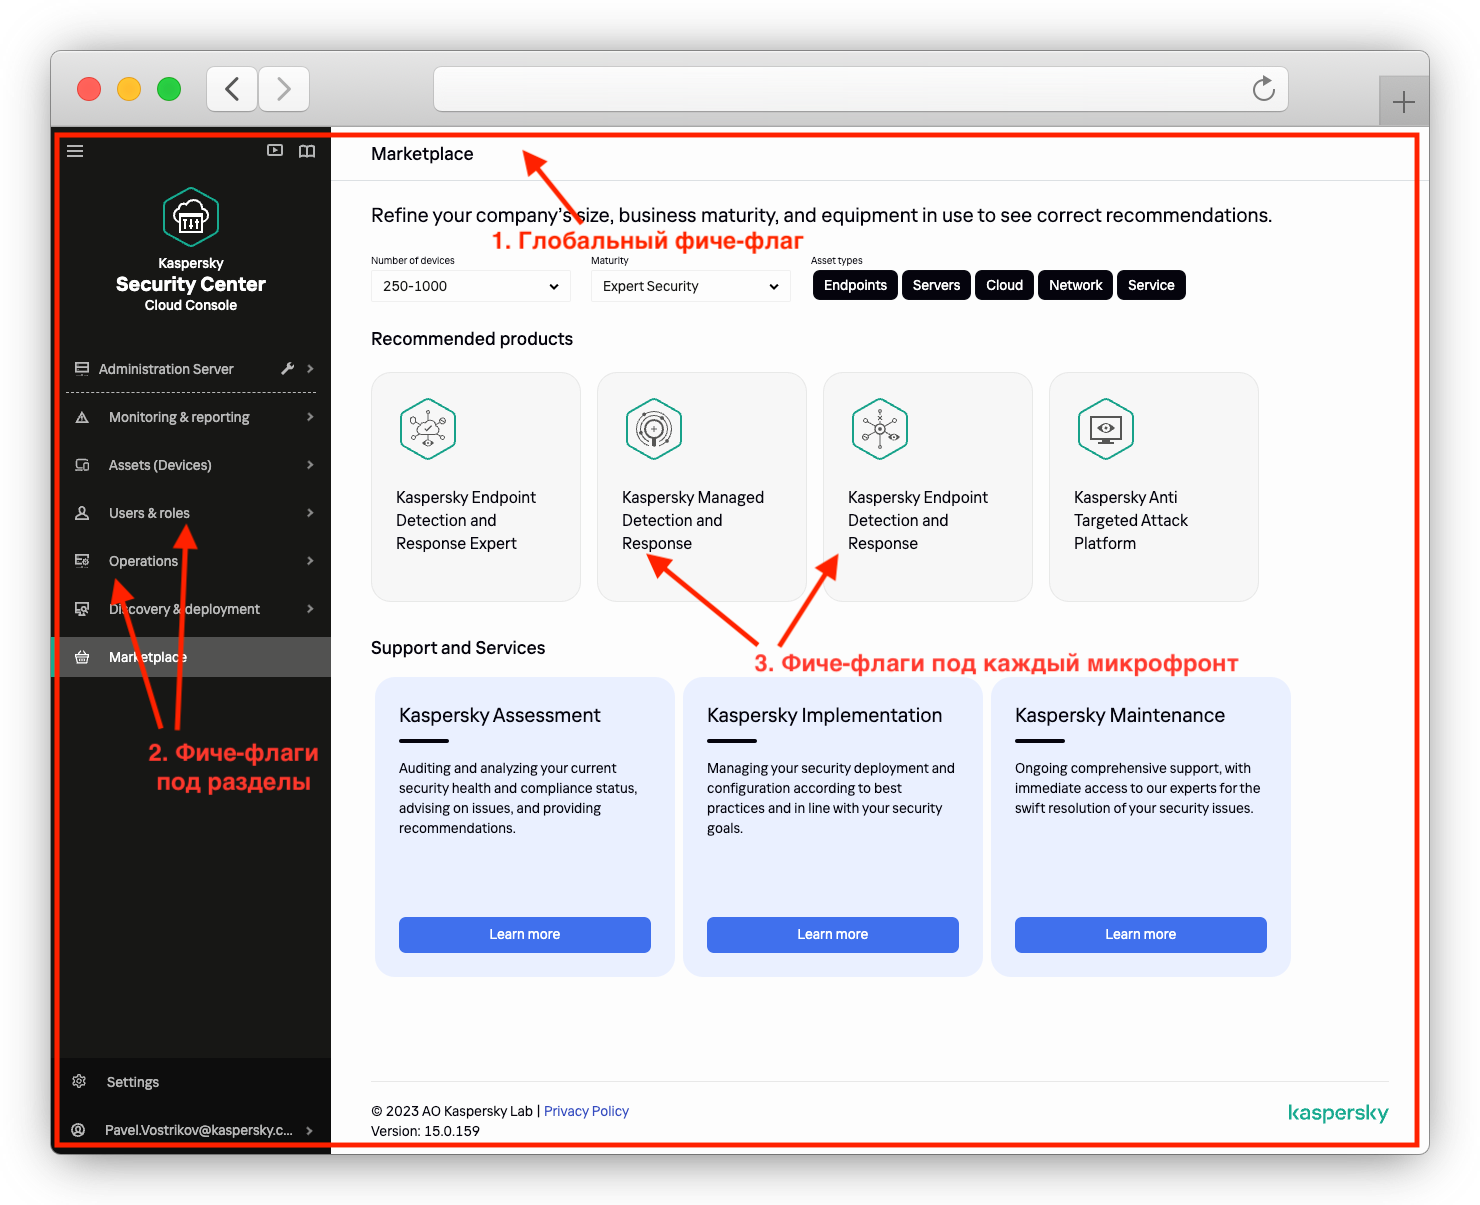 Marketplace
Refine your company's size, business maturity, and equipment in use to see correct recommendations.
1. Глобальный фиче-флаг
Number of devices
Maturity
Asset types
250-1000
Expert Security
Endpoints
Servers
Cloud
Network
Service
Kaspersky
Security Center
Cloud Console
Administration Server
Monitoring & reporting
Assets (Devices)
Users & roles
Operations
Discovery & deployment
Marketplace
2. Фиче-флаги
под разделы
Settings
Pavel.Vostrikov@kaspersky.c...
Recommended products
Kaspersky Endpoint
Detection and
Response Expert
Kaspersky Managed
Detection and
Response
Kaspersky Endpoint
Detection and
Response
Kaspersky Anti
Targeted Attack
Platform
3. Фиче-флаги под каждый микрофронт
Support and Services
Kaspersky Assessment
Auditing and analyzing your current
security health and compliance status,
advising on issues, and providing
recommendations.
Learn more
Kaspersky Implementation
Managing your security deployment and
configuration according to best
practices and in line with your security
goals.
Learn more
Kaspersky Maintenance
Ongoing comprehensive support, with
immediate access to our experts for the
swift resolution of your security issues.
Learn more
© 2023 AO Kaspersky Lab | Privacy Policy
Version: 15.0.159
kaspersky